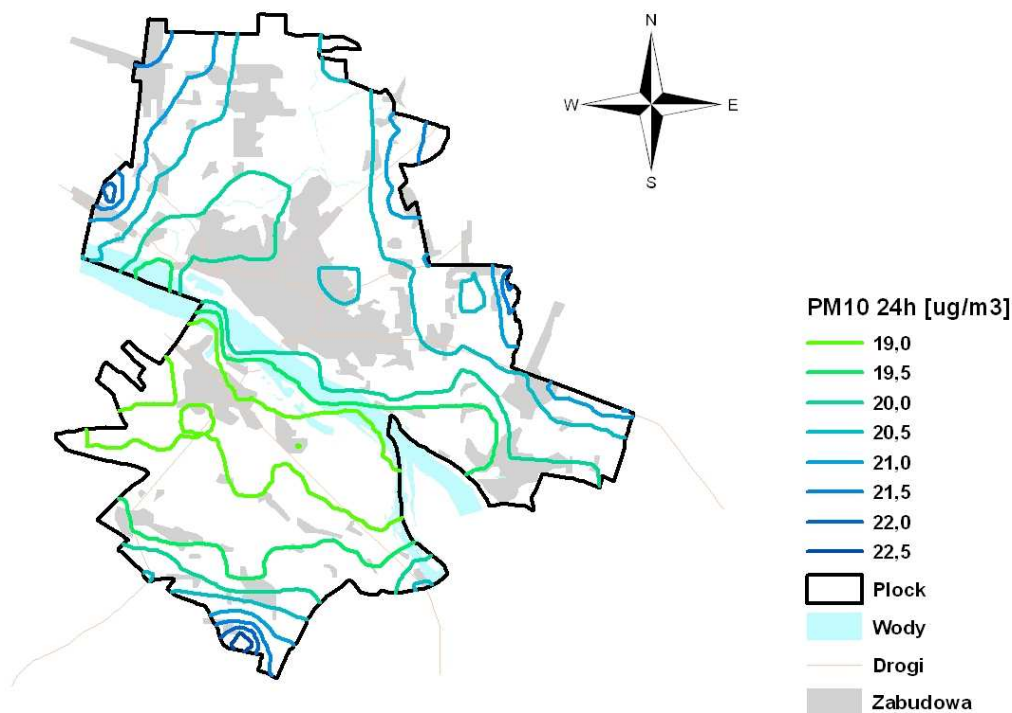 N
W
E
S
PM10 24h [ug/m3]
19,0
19,5
20,0
20,5
21,0
21,5
22,0
22,5
Plock
Wody
Drogi
Zabudowa